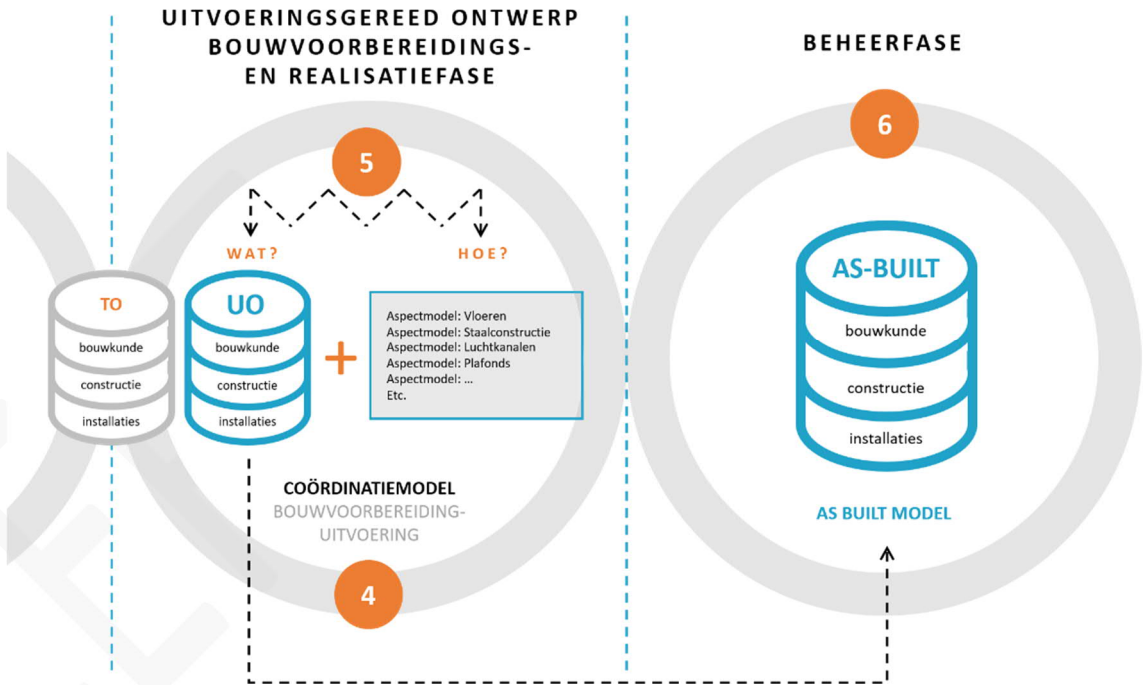 UITVOERINGSGEREED ONTWERP
BOUWVOORBEREIDINGS-
EN REALISATIEFASE
BEHEERFASE
5
6
WAT?
HOE?
TO
bouwkunde
constructie
installaties
UO
bouwkunde
constructie
installaties
+
Aspectmodel: Vloeren
Aspectmodel: Staalconstructie
Aspectmodel: Luchtkanalen
Aspectmodel: Plafonds
Aspectmodel: ...
Etc.
AS-BUILT
bouwkunde
constructie
installaties
COÖRDINATIEMODEL
BOUWVOORBEREIDING-
UITVOERING
AS BUILT MODEL
4